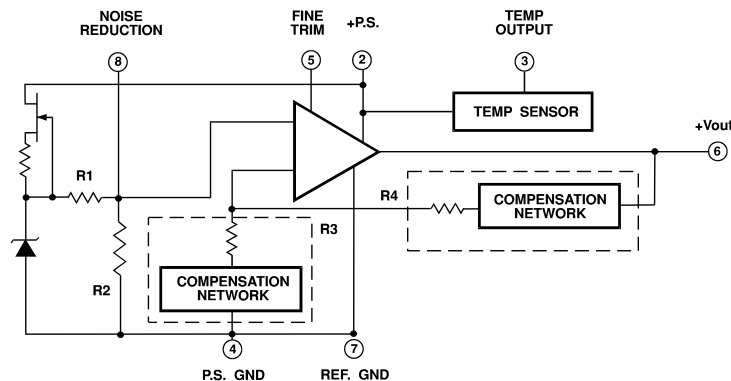 NOISE
REDUCTION
FINE
TRIM
+P.S.
TEMP
OUTPUT
8
5
2
3
TEMP SENSOR
+Vout
6
R1
R4
COMPENSATION
NETWORK
R3
R2
COMPENSATION
NETWORK
4
7
P.S. GND
REF. GND